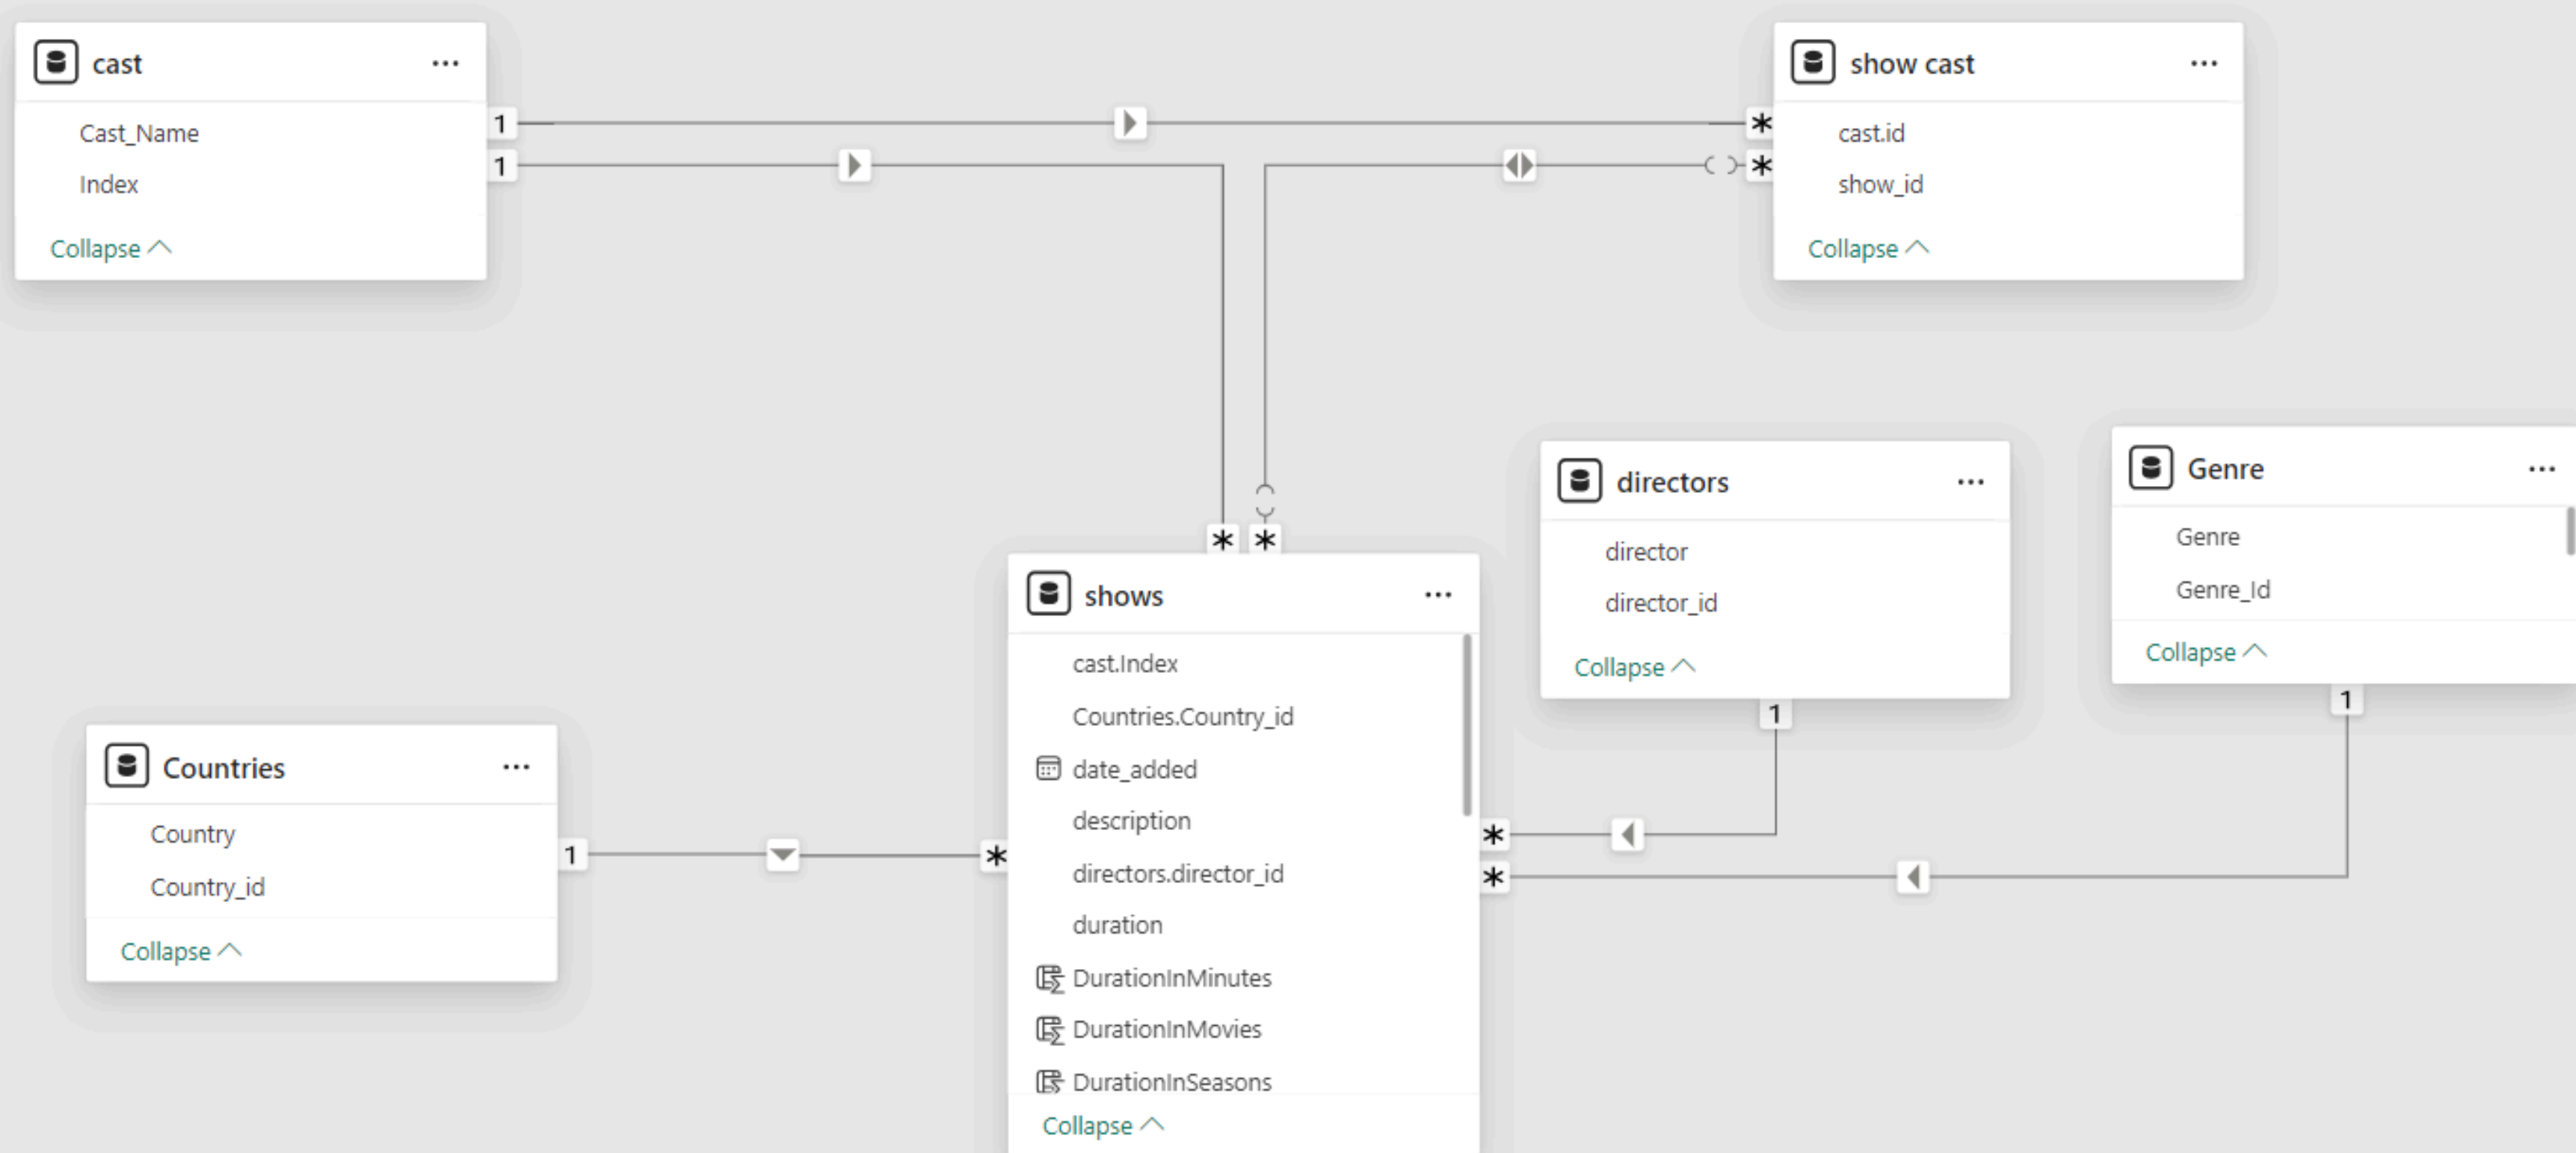 cast ...
Cast_Name
Index
Collapse
1
1
*
*
show cast ...
cast.id
show_id
Collapse
directors ...
director
director_id
Collapse
1
Genre ...
Genre
Genre_Id
Collapse
1
* *
shows ...
cast.Index
Countries.Country_id
date_added
description
directors.director_id
duration
DurationInMinutes
DurationInMovies
DurationInSeasons
Collapse
*
*
Countries ...
Country
Country_id
Collapse
1
*